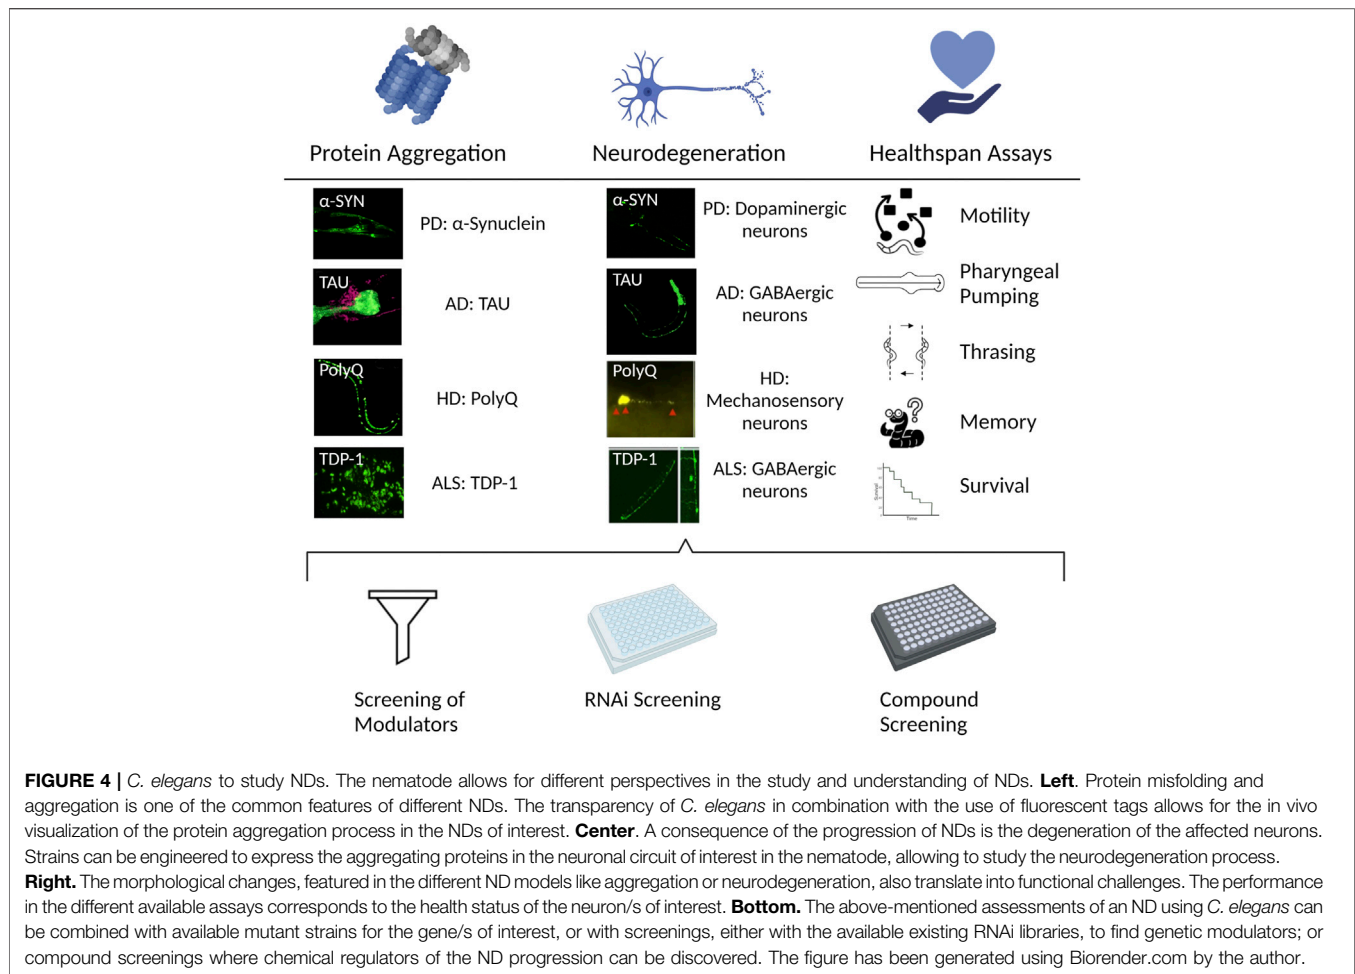 Protein Aggregation
Neurodegeneration
Healthspan Assays
α-SYN
PD: α-Synuclein
TAU
AD: TAU
PolyQ
HD: PolyQ
TDP-1
ALS: TDP-1
α-SYN
PD: Dopaminergic
neurons
TAU
AD: GABAergic
neurons
PolyQ
HD:
Mechanosensory
neurons
TDP-1
ALS: GABAergic
neurons
Motility
Pharyngeal
Pumping
Thrasing
?
Memory
Survival
Time
Survival
Screening of
Modulators
RNAi Screening
Compound
Screening
FIGURE 4 | C. elegans to study NDs. The nematode allows for different perspectives in the study and understanding of NDs. Left. Protein misfolding and
aggregation is one of the common features of different NDs. The transparency of C. elegans in combination with the use of fluorescent tags allows for the in vivo
visualization of the protein aggregation process in the NDs of interest. Center. A consequence of the progression of NDs is the degeneration of the affected neurons.
Strains can be engineered to express the aggregating proteins in the neuronal circuit of interest in the nematode, allowing to study the neurodegeneration process.
Right. The morphological changes, featured in the different ND models like aggregation or neurodegeneration, also translate into functional challenges. The performance
in the different available assays corresponds to the health status of the neuron/s of interest. Bottom. The above-mentioned assessments of an ND using C. elegans can
be combined with available mutant strains for the gene/s of interest, or with screenings, either with the available existing RNAi libraries, to find genetic modulators; or
compound screenings where chemical regulators of the ND progression can be discovered. The figure has been generated using Biorender.com by the author.